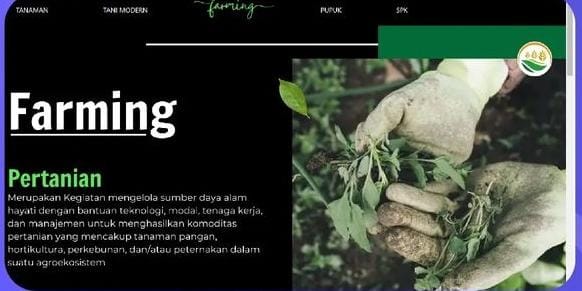 TANAMAN
TANI MODERN
farming
PUPUK
SPK
Farming
Pertanian
Merupakan Kegiatan mengelola sumber daya alam
hayati dengan bantuan teknologi, modal, tenaga kerja,
dan manajemen untuk menghasilkan komoditas
pertanian yang mencakup tanaman pangan,
hortikultura, perkebunan, dan/atau peternakan dalam
suatu agroekosistem